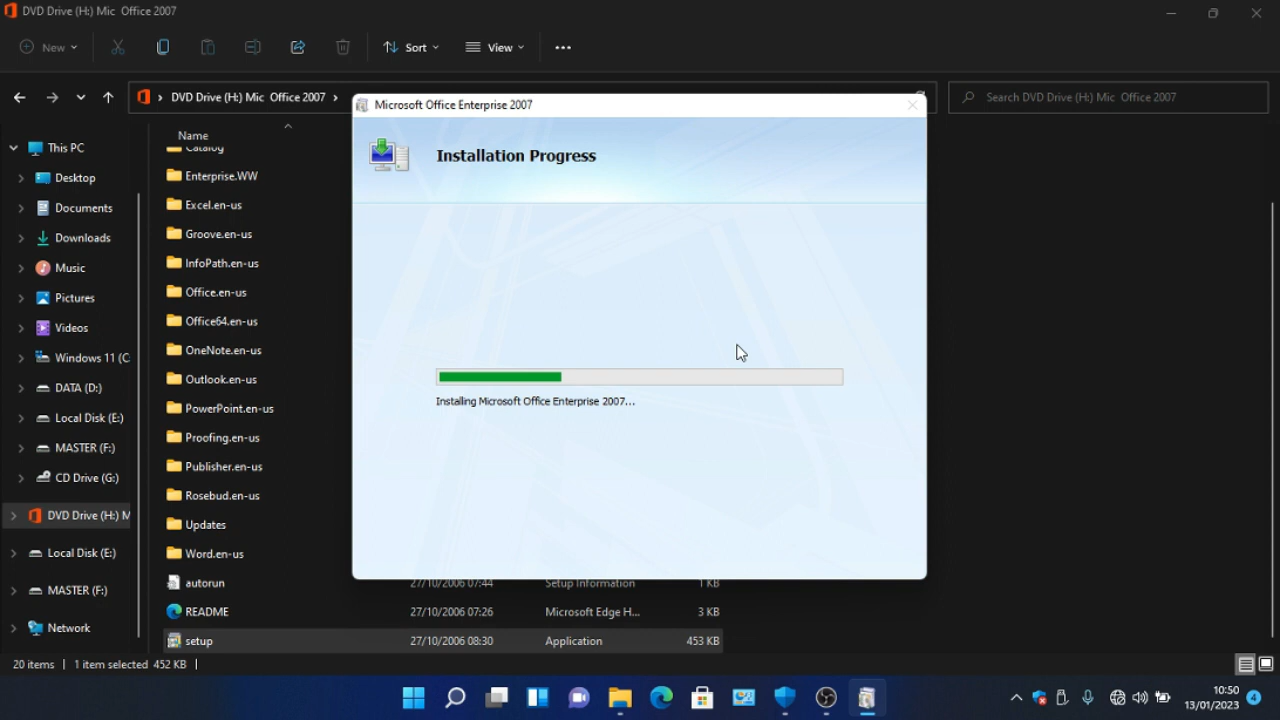 DVD Drive (H:) Mic Office 2007
New
Sort
View
DVD Drive (H:) Mic Office 2007
Search DVD Drive (H:) Mic Office 2007
This PC
Desktop
Documents
Downloads
Music
Pictures
Videos
Windows 11 (C
DATA (D:)
Local Disk (E:)
MASTER (F:)
CD Drive (G:)
DVD Drive (H:) M
Local Disk (E:)
MASTER (F:)
Network
Name
Catalog
Enterprise.WW
Excel.en-us
Groove.en-us
InfoPath.en-us
Office.en-us
Office64.en-us
OneNote.en-us
Outlook.en-us
PowerPoint.en-us
Proofing.en-us
Publisher.en-us
Rosebud.en-us
Updates
Word.en-us
autorun 27/10/2006 07:44 Setup Information 1 KB
README 27/10/2006 07:26 Microsoft Edge H... 3 KB
setup 27/10/2006 08:30 Application 453 KB
Microsoft Office Enterprise 2007
Installation Progress
Installing Microsoft Office Enterprise 2007...
20 items 1 item selected 452 KB
10:50
13/01/2023
4